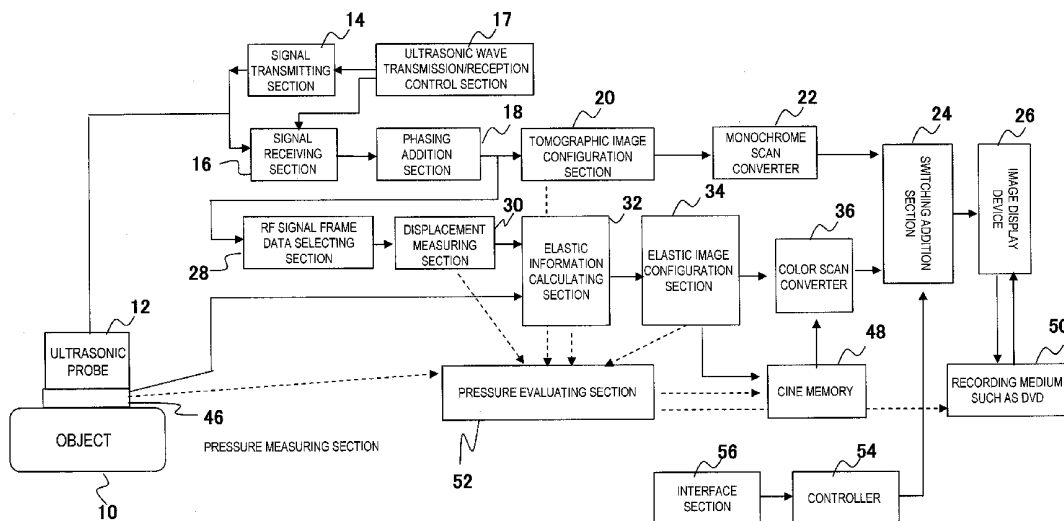 14
17
SIGNAL
TRANSMITTING
SECTION
ULTRASONIC WAVE
TRANSMISSION/RECEPTION
CONTROL SECTION
16
SIGNAL
RECEIVING
SECTION
PHASING
ADDITION
SECTION
18
20
TOMOGRAPHIC IMAGE
CONFIGURATION
SECTION
22
MONOCHROME
SCAN
CONVERTER
24
SWITCHING ADDITION
SECTION
26
IMAGE DISPLAY
DEVICE
28
RF SIGNAL FRAME
DATA SELECTING
SECTION
DISPLACEMENT
MEASURING
SECTION
30
32
ELASTIC
INFORMATION
CALCULATING
SECTION
34
ELASTIC IMAGE
CONFIGURATION
SECTION
36
COLOR SCAN
CONVERTER
12
ULTRASONIC
PROBE
46
OBJECT
10
PRESSURE MEASURING SECTION
PRESSURE EVALUATING SECTION
52
48
CINE MEMORY
50
RECORDING MEDIUM
SUCH AS DVD
56
INTERFACE
SECTION
54
CONTROLLER